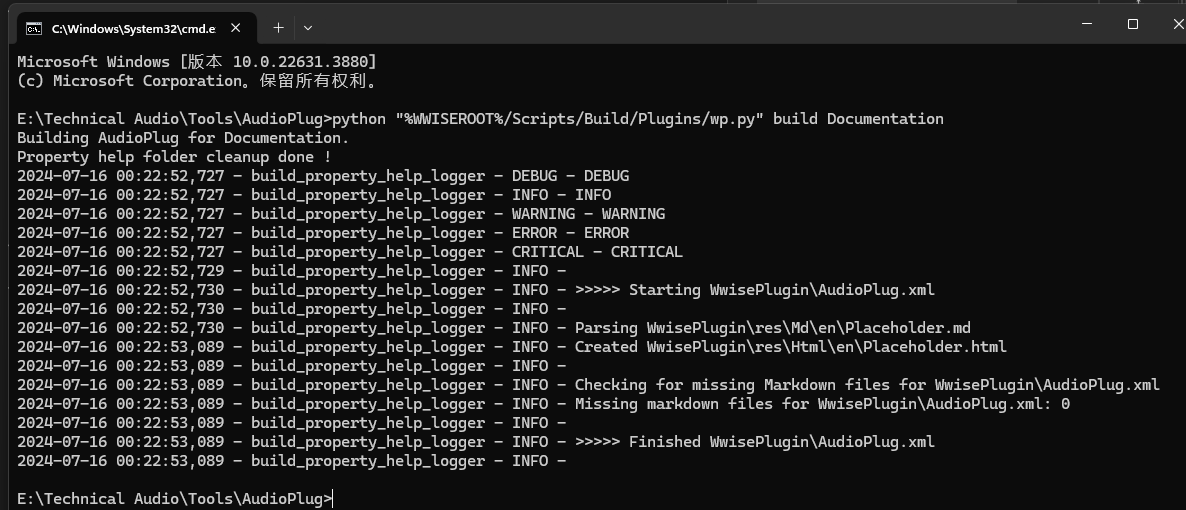 C:\Windows\System32\cmd.e
Microsoft Windows [版本 10.0.22631.3880]
(c) Microsoft Corporation。保留所有权利。
E:\Technical Audio\Tools\AudioPlug>python "%WWISEROOT%/Scripts/Build/Plugins/wp.py" build Documentation
Building AudioPlug for Documentation.
Property help folder cleanup done !
2024-07-16 00:22:52,727 - build_property_help_logger - DEBUG - DEBUG
2024-07-16 00:22:52,727 - build_property_help_logger - INFO - INFO
2024-07-16 00:22:52,727 - build_property_help_logger - WARNING - WARNING
2024-07-16 00:22:52,727 - build_property_help_logger - ERROR - ERROR
2024-07-16 00:22:52,727 - build_property_help_logger - CRITICAL - CRITICAL
2024-07-16 00:22:52,729 - build_property_help_logger - INFO -
2024-07-16 00:22:52,730 - build_property_help_logger - INFO - >>>>> Starting WwisePlugin\AudioPlug.xml
2024-07-16 00:22:52,730 - build_property_help_logger - INFO -
2024-07-16 00:22:52,730 - build_property_help_logger - INFO - Parsing WwisePlugin\res\Md\en\Placeholder.md
2024-07-16 00:22:53,089 - build_property_help_logger - INFO - Created WwisePlugin\res\Html\en\Placeholder.html
2024-07-16 00:22:53,089 - build_property_help_logger - INFO -
2024-07-16 00:22:53,089 - build_property_help_logger - INFO - Checking for missing Markdown files for WwisePlugin\AudioPlug.xml
2024-07-16 00:22:53,089 - build_property_help_logger - INFO - Missing markdown files for WwisePlugin\AudioPlug.xml: 0
2024-07-16 00:22:53,089 - build_property_help_logger - INFO -
2024-07-16 00:22:53,089 - build_property_help_logger - INFO - >>>>> Finished WwisePlugin\AudioPlug.xml
2024-07-16 00:22:53,089 - build_property_help_logger - INFO -
E:\Technical Audio\Tools\AudioPlug>